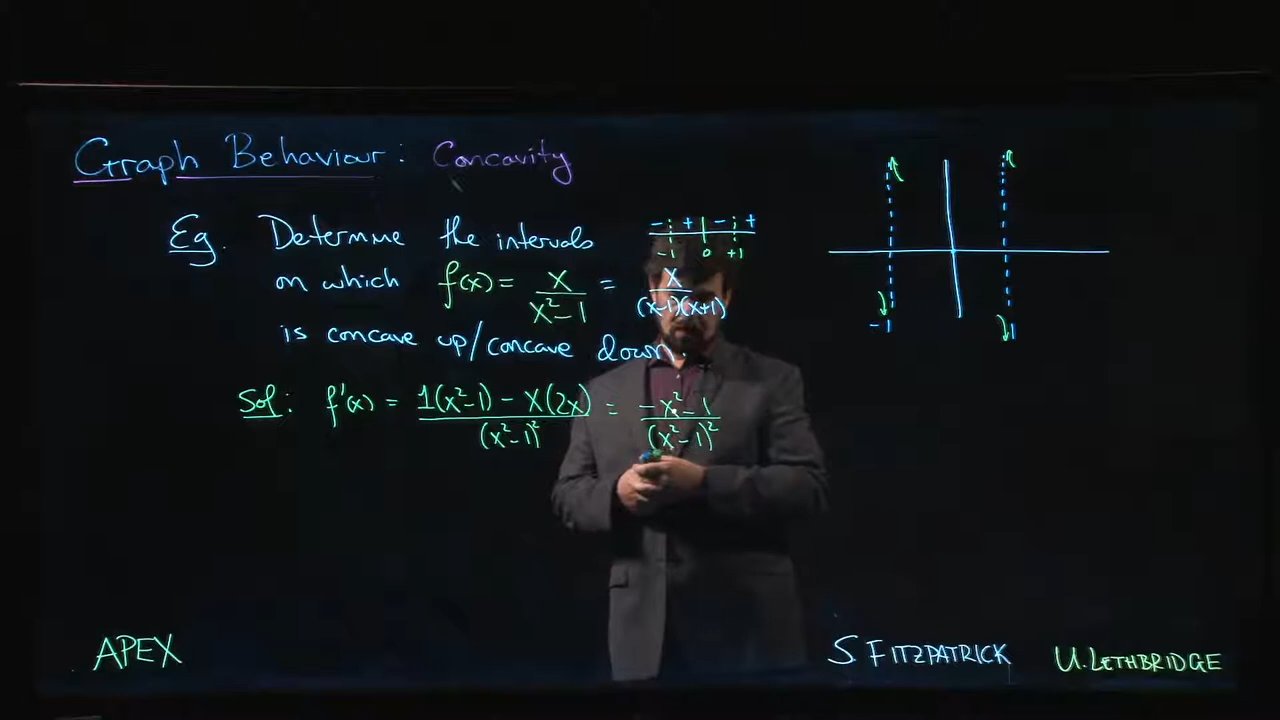 Graph Behaviour: Concavity
Eg. Determine the intervals
- + - +
-1 0 +1
on which f(x) = x/(x²-1) = x/((x-1)(x+1))
is concave up/concave down.
Sol: f'(x) = (1(x²-1) - x(2x))/(x²-1)² = (-x²-1)/(x²-1)²
-1 1
APEX
S FITZPATRICK
U. LETHBRIDGE